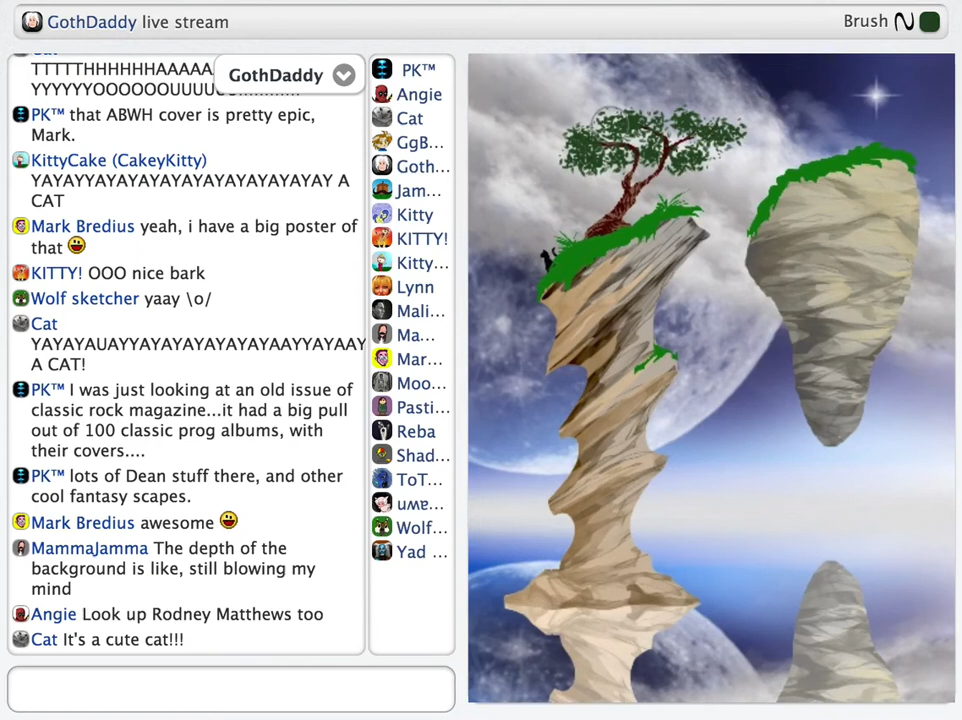 GothDaddy live stream
Brush
Cat
TTTTTHHHHHHAAAAA
YYYYYYOOOOOOUUUUU
GothDaddy
PK™ that ABWH cover is pretty epic,
Mark.
KittyCake (CakeyKitty)
YAYAYYAYAYAYAYAYAYAYAYAYAY A
CAT
Mark Bredius yeah, i have a big poster of
that
KITTY! OOO nice bark
Wolf sketcher yaay \o/
Cat
YAYAYAUAYYAYAYAYAYAYAAYYAYAAY
A CAT!
PK™ I was just looking at an old issue of
classic rock magazine...it had a big pull
out of 100 classic prog albums, with
their covers....
PK™ lots of Dean stuff there, and other
cool fantasy scapes.
Mark Bredius awesome
MammaJamma The depth of the
background is like, still blowing my
mind
Angie Look up Rodney Matthews too
Cat It's a cute cat!!!
PK™
Angie
Cat
GgB...
Goth...
Jam...
Kitty
KITTY!
Kitty...
Lynn
Mali...
Ma...
Mar...
Moo...
Pasti...
Reba
Shad...
ToT...
uwɐ...
Wolf...
Yad ...